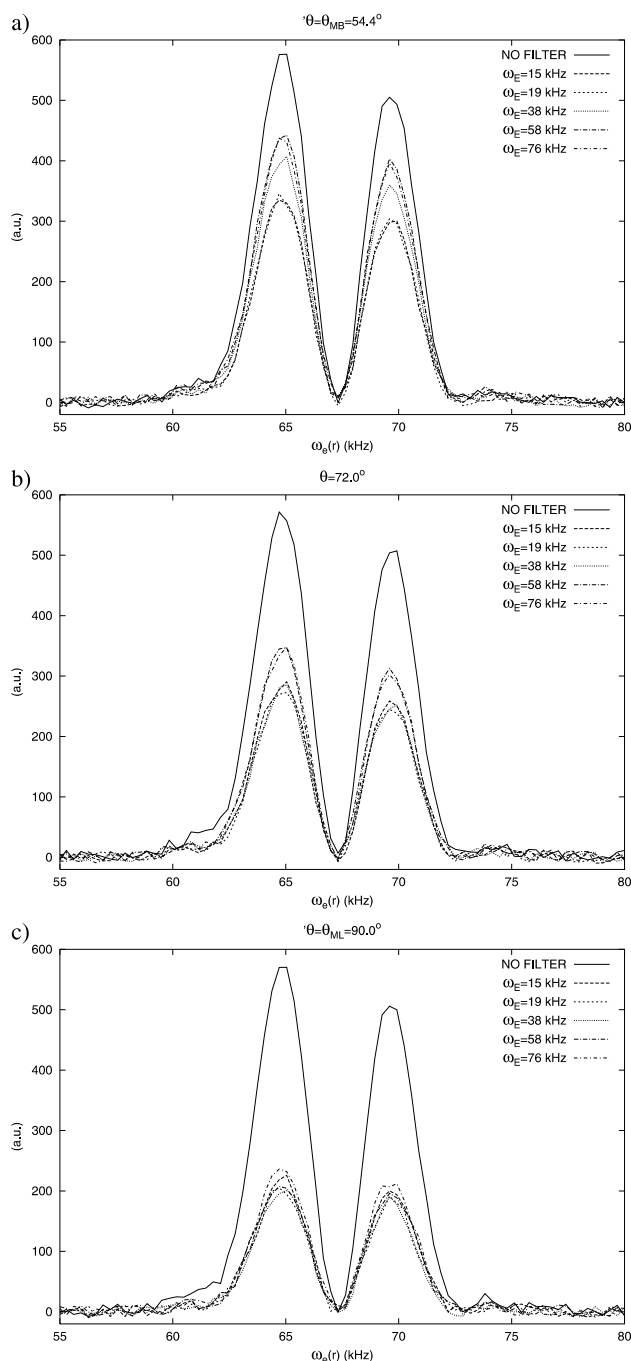 a)
'θ=θMB=54.4°
600
500
400
300
200
100
0
(a.u.)
NO FILTER
ωE=15 kHz
ωE=19 kHz
ωE=38 kHz
ωE=58 kHz
ωE=76 kHz
55 60 65 70 75 80
ωe(r) (kHz)
b)
θ=72.0°
600
500
400
300
200
100
0
(a.u.)
NO FILTER
ωE=15 kHz
ωE=19 kHz
ωE=38 kHz
ωE=58 kHz
ωE=76 kHz
55 60 65 70 75 80
ωe(r) (kHz)
c)
'θ=θML=90.0°
600
500
400
300
200
100
0
(a.u.)
NO FILTER
ωE=15 kHz
ωE=19 kHz
ωE=38 kHz
ωE=58 kHz
ωE=76 kHz
55 60 65 70 75 80
ωe(r) (kHz)